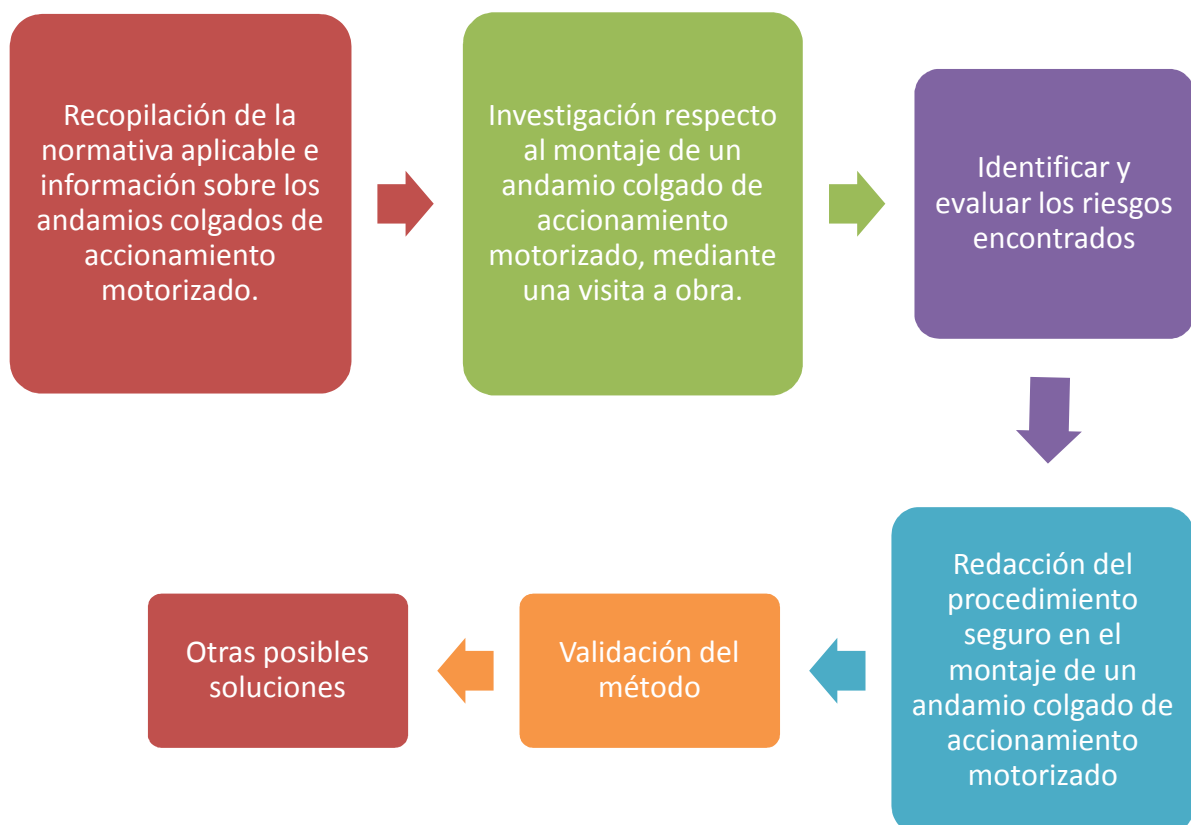 Recopilación de la
normativa aplicable e
información sobre los
andamios colgados de
accionamiento
motorizado.
Investigación respecto
al montaje de un
andamio colgado de
accionamiento
motorizado, mediante
una visita a obra.
Identificar y
evaluar los riesgos
encontrados
Redacción del
procedimiento
seguro en el
montaje de un
andamio colgado de
accionamiento
motorizado
Validación del
método
Otras posibles
soluciones